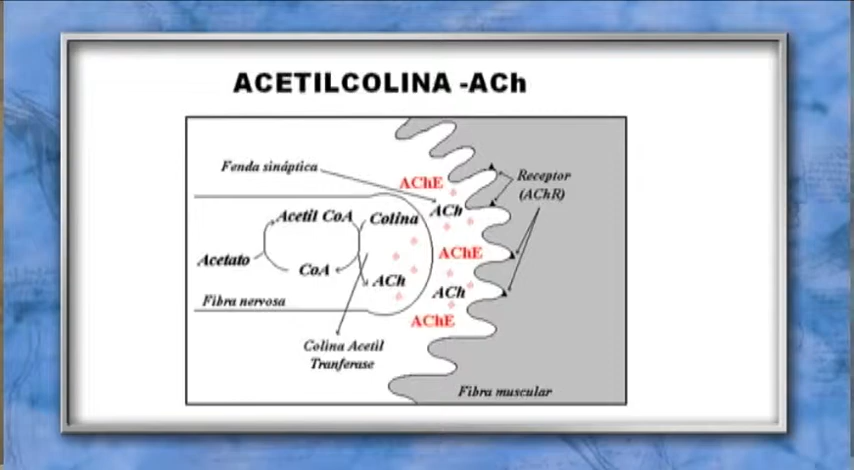 ACETILCOLINA -ACh
Fenda sináptica
AChE
Receptor
(AChR)
Acetil CoA
Colina
ACh
Acetato
CoA
ACh
AChE
ACh
Fibra nervosa
AChE
Colina Acetil
Tranferase
Fibra muscular